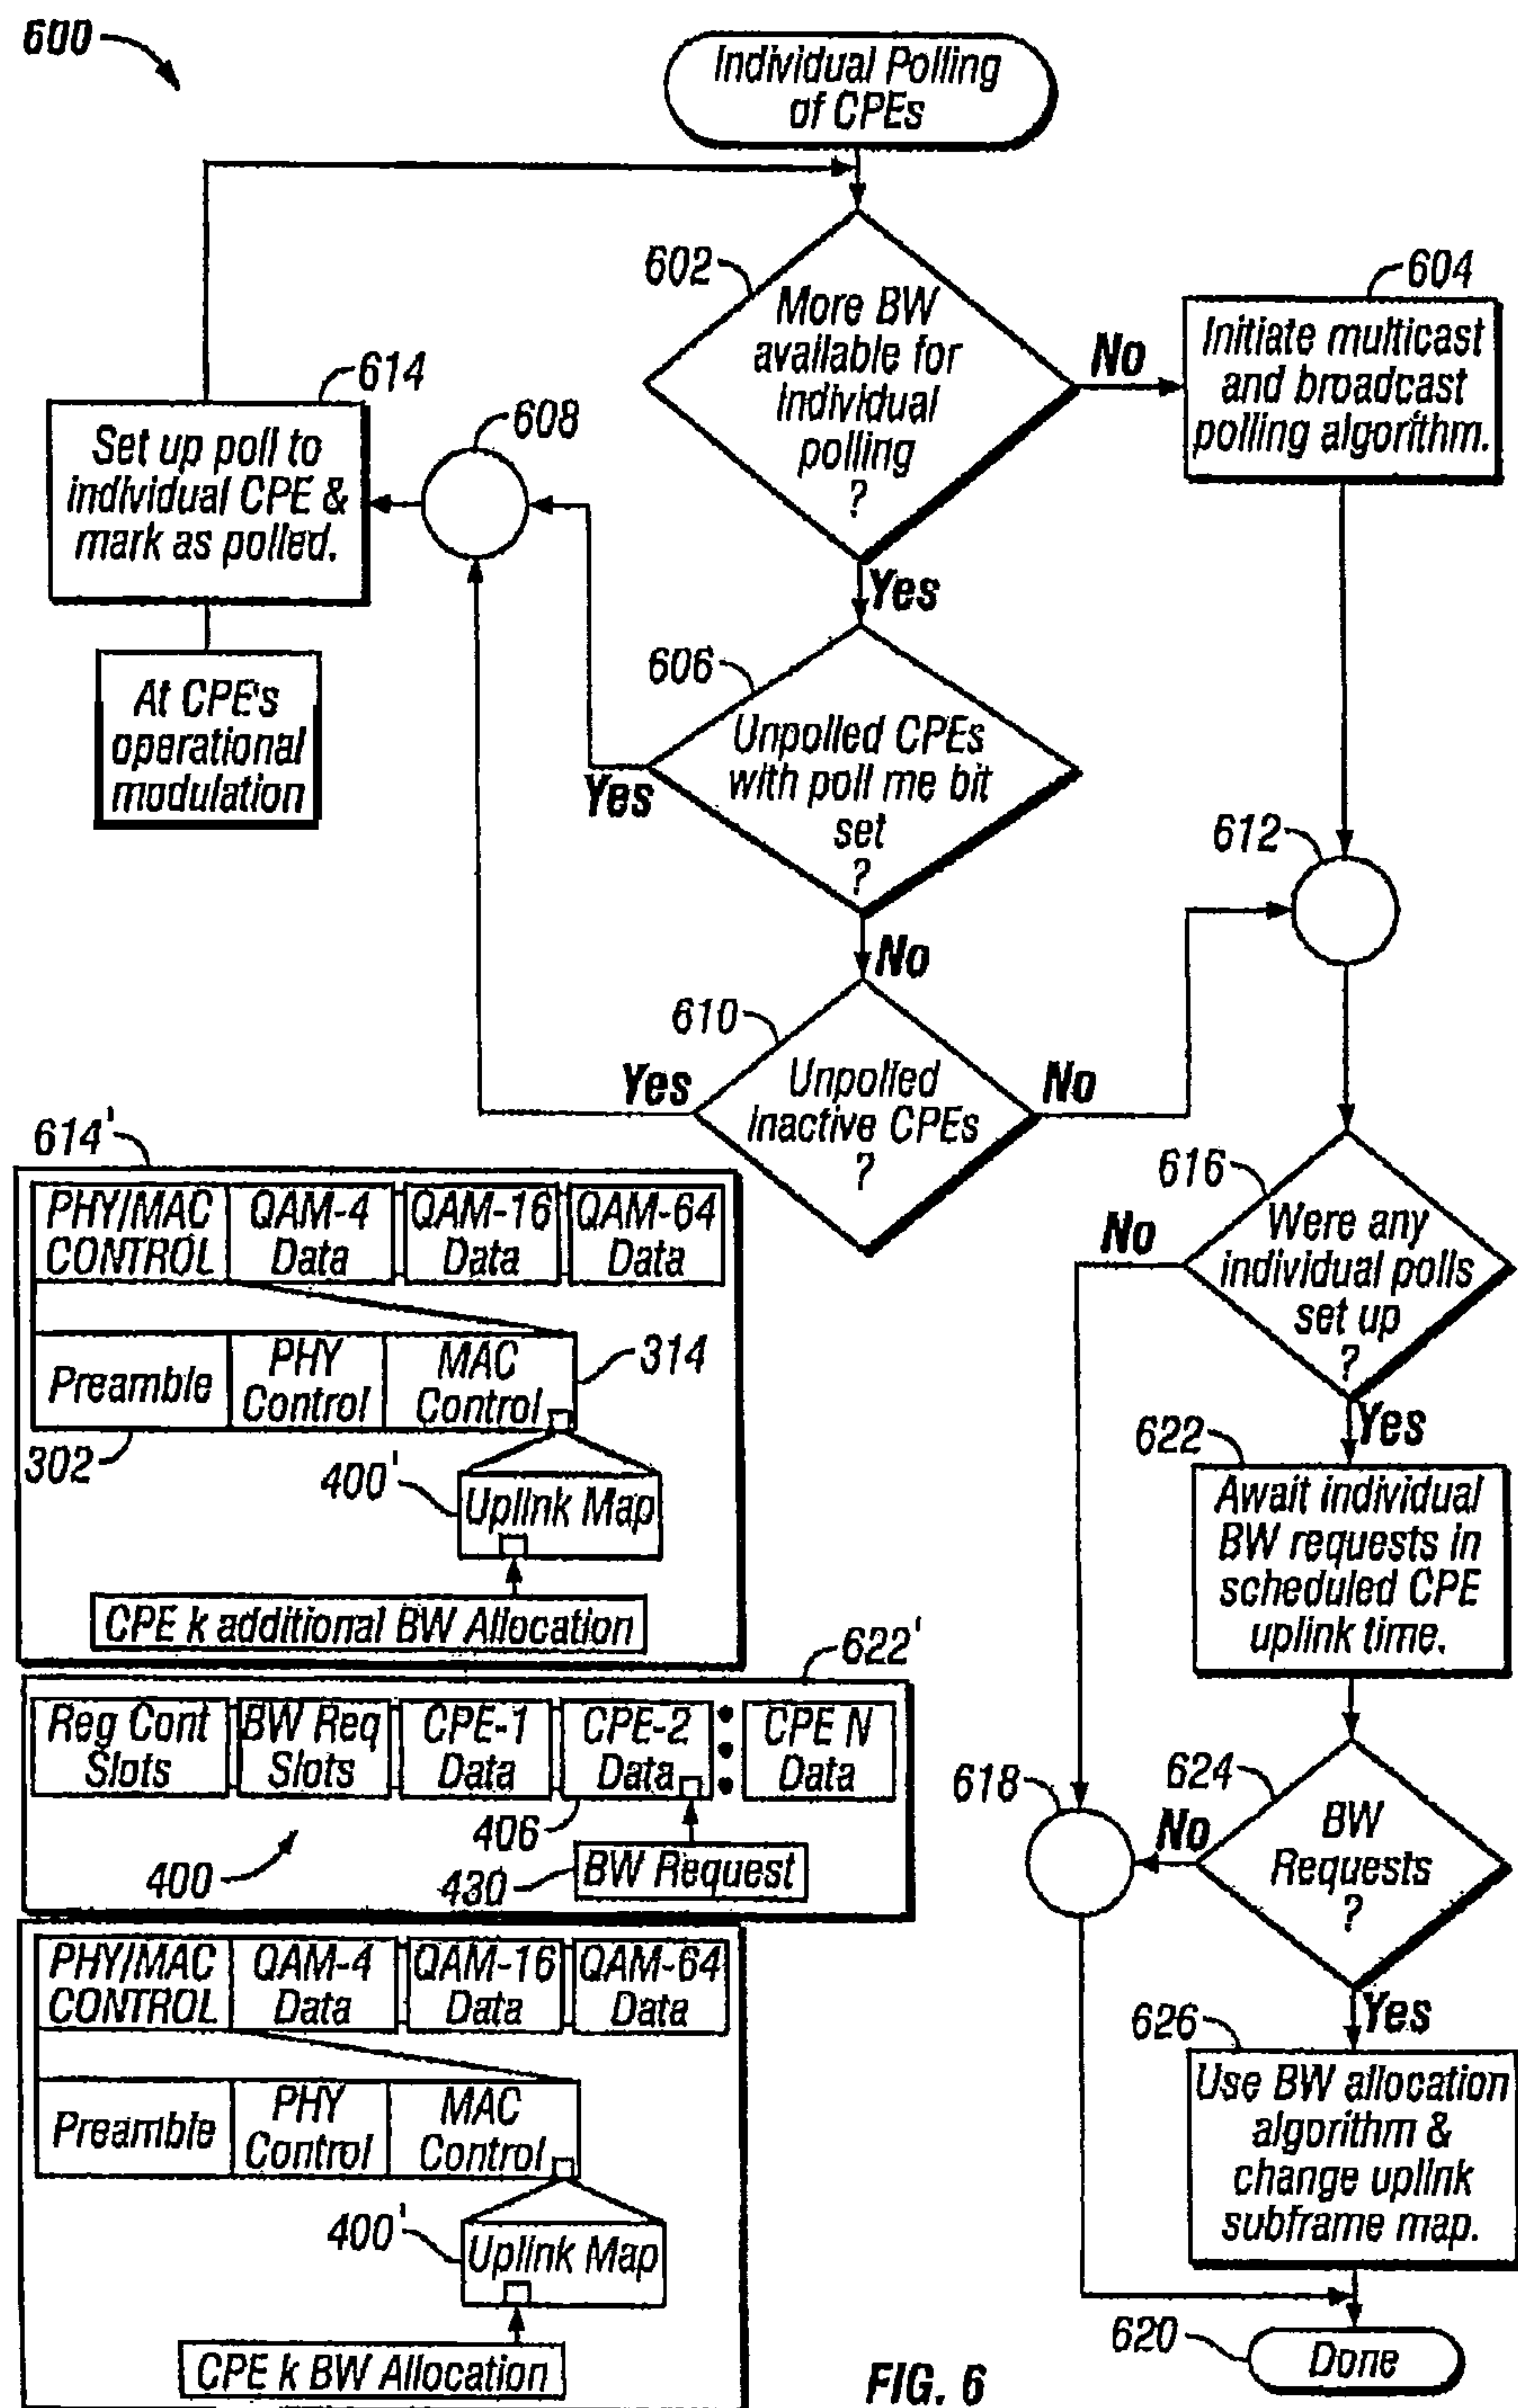 600
Individual Polling
of CPEs
602
More BW
available for
individual
polling
?
No
604
Initiate multicast
and broadcast
polling algorithm.
614
Set up poll to
individual CPE &
mark as polled.
608
At CPE's
operational
modulation
Yes
606
Unpolled CPEs
with poll me bit
set
?
Yes
No
612
610
Unpolled
inactive CPEs
?
Yes
No
616
Were any
individual polls
set up
?
No
Yes
622
Await individual
BW requests in
scheduled CPE
uplink time.
618
624
BW
Requests
?
No
Yes
626
Use BW allocation
algorithm &
change uplink
subframe map.
620
Done
614'
PHY/MAC
CONTROL
QAM-4
Data
QAM-16
Data
QAM-64
Data
Preamble
PHY
Control
MAC
Control
314
302
400'
Uplink Map
CPE k additional BW Allocation
622'
Reg Cont
Slots
BW Req
Slots
CPE-1
Data
CPE-2
Data
CPE N
Data
406
400
430
BW Request
PHY/MAC
CONTROL
QAM-4
Data
QAM-16
Data
QAM-64
Data
Preamble
PHY
Control
MAC
Control
400'
Uplink Map
CPE k BW Allocation
FIG. 6